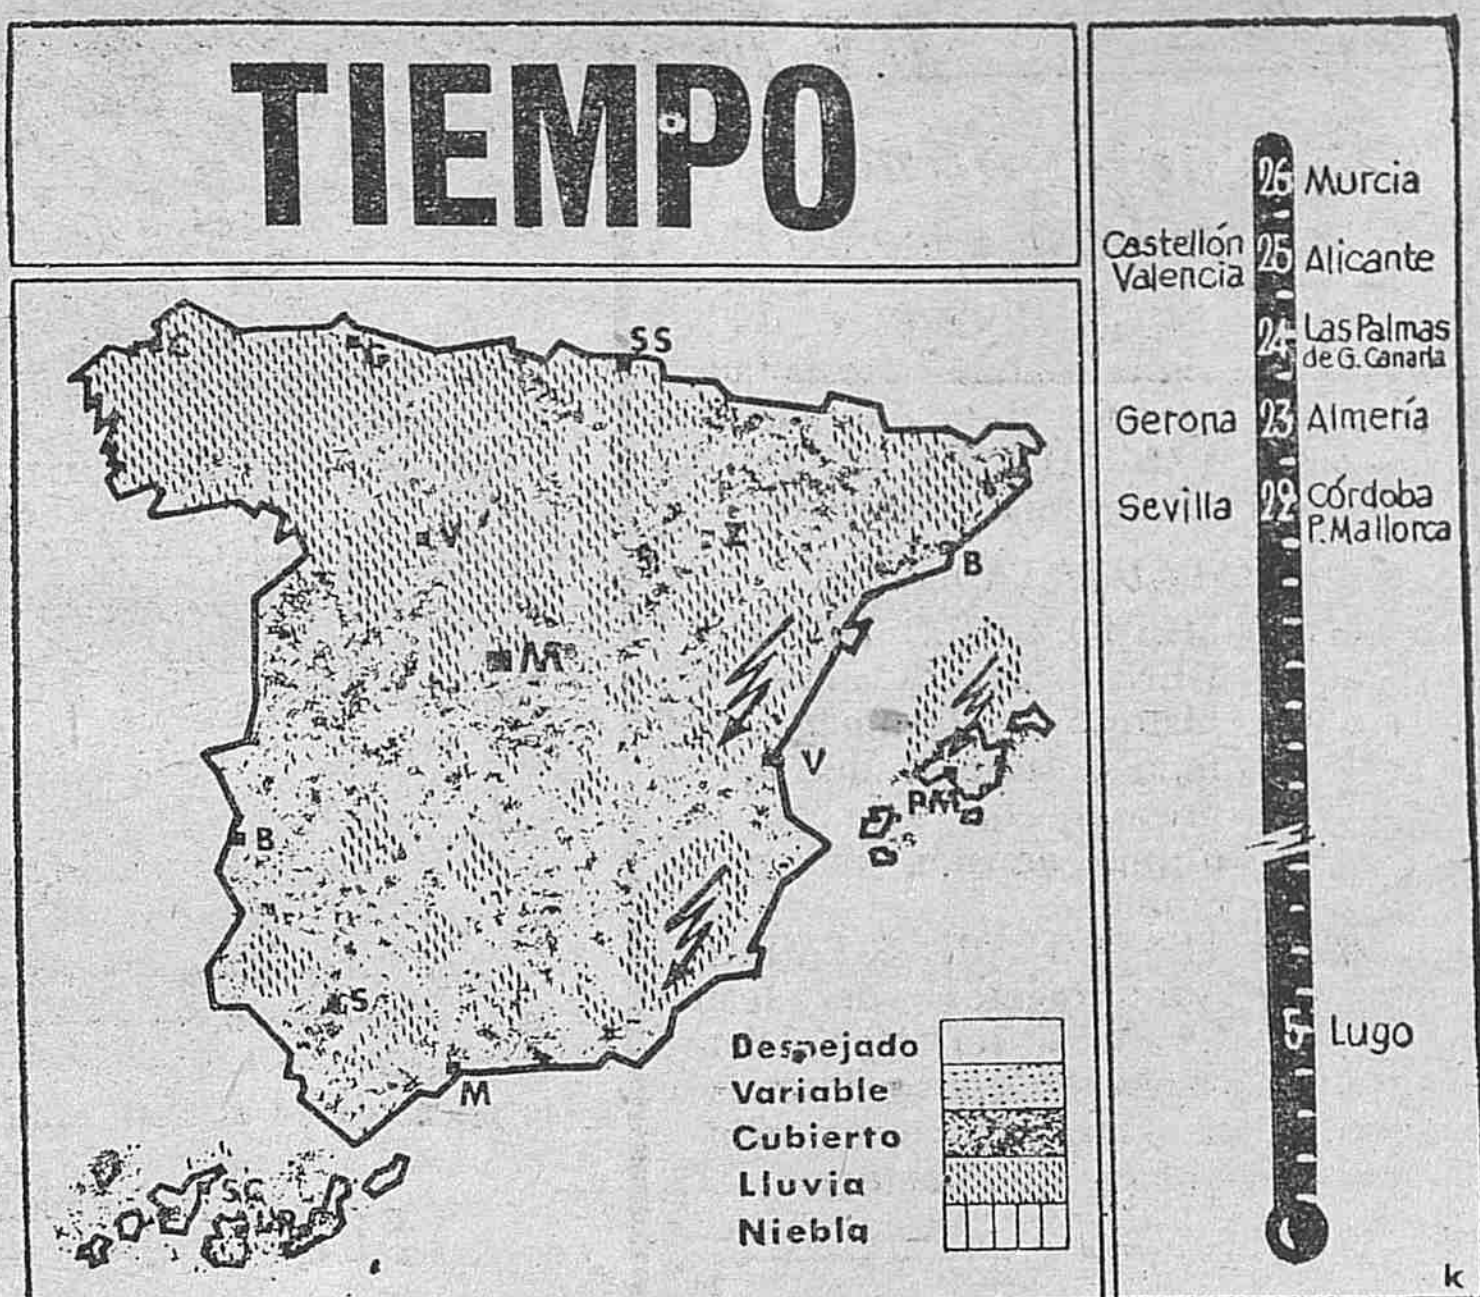 TIEMPO
C
G
SS
V
Z
B
M
V
PM
B
S
M
SC
LP
Despejado
Variable
Cubierto
Lluvia
Niebla
26 Murcia
Castellón
Valencia
25 Alicante
24 Las Palmas
de G. Canaria
Gerona 23 Almería
Sevilla 22 Córdoba
P. Mallorca
5 Lugo
k